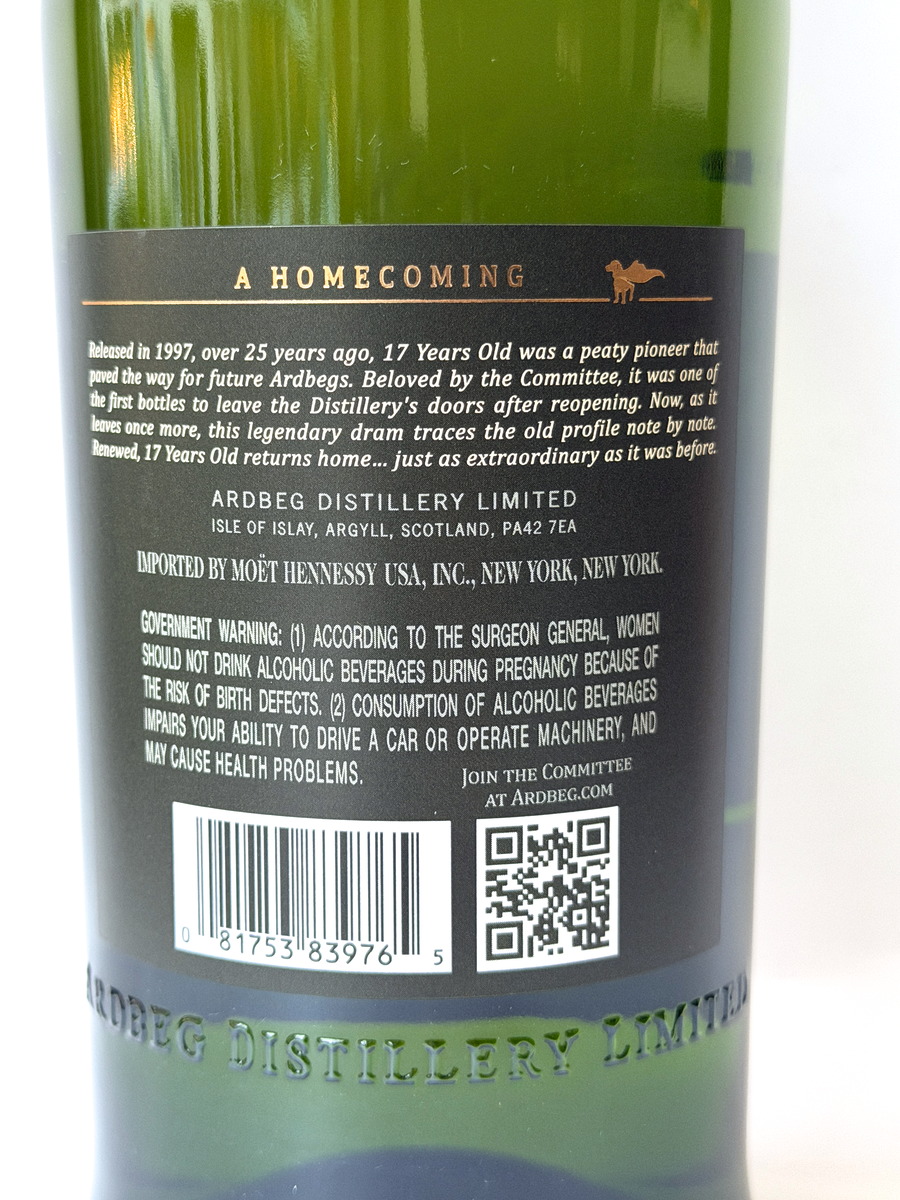 A HOMECOMING
Released in 1997, over 25 years ago, 17 Years Old was a peaty pioneer that
paved the way for future Ardbegs. Beloved by the Committee, it was one of
the first bottles to leave the Distillery's doors after reopening. Now, as it
leaves once more, this legendary dram traces the old profile note by note.
Renewed, 17 Years Old returns home... just as extraordinary as it was before.
ARDBEG DISTILLERY LIMITED
ISLE OF ISLAY, ARGYLL, SCOTLAND, PA42 7EA
IMPORTED BY MOËT HENNESSY USA, INC., NEW YORK, NEW YORK.
GOVERNMENT WARNING: (1) ACCORDING TO THE SURGEON GENERAL, WOMEN
SHOULD NOT DRINK ALCOHOLIC BEVERAGES DURING PREGNANCY BECAUSE OF
THE RISK OF BIRTH DEFECTS. (2) CONSUMPTION OF ALCOHOLIC BEVERAGES
IMPAIRS YOUR ABILITY TO DRIVE A CAR OR OPERATE MACHINERY, AND
MAY CAUSE HEALTH PROBLEMS.
JOIN THE COMMITTEE
AT ARDBEG.COM
0 81753 83976 5
ARDBEG DISTILLERY LIMITED